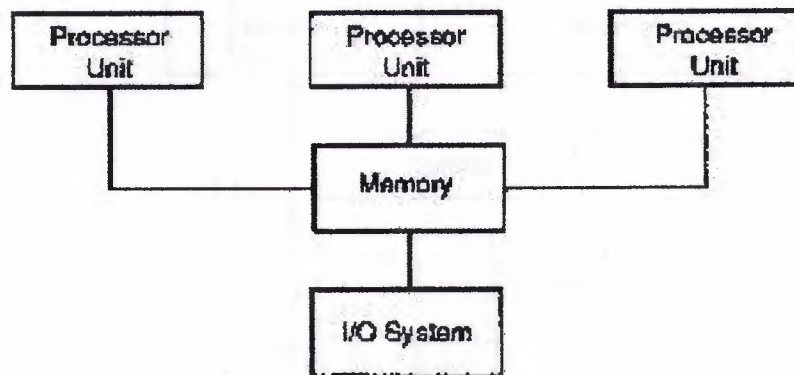 Processor
Unit
Processor
Unit
Processor
Unit
Memory
I/O System